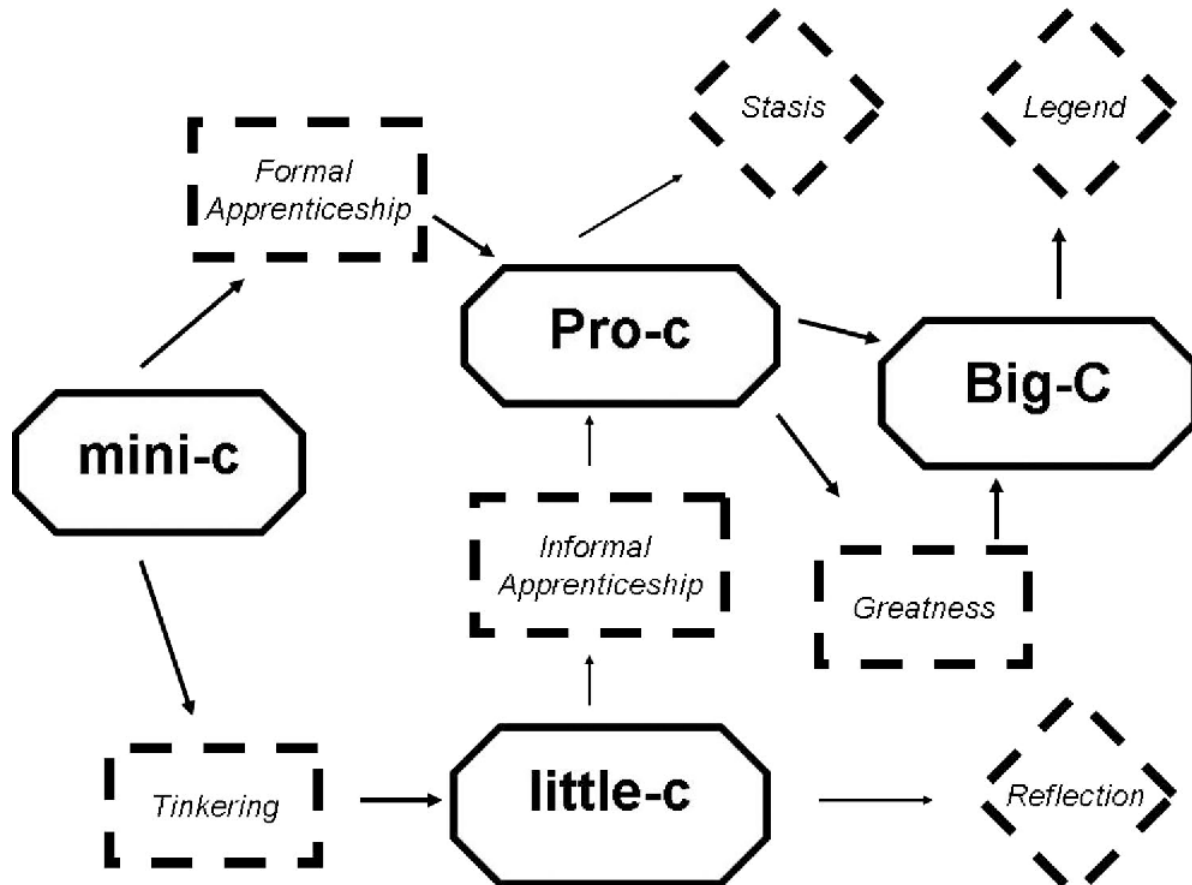 Stasis
Legend
Formal
Apprenticeship
Pro-c
Big-C
mini-c
Informal
Apprenticeship
Greatness
Tinkering
little-c
Reflection